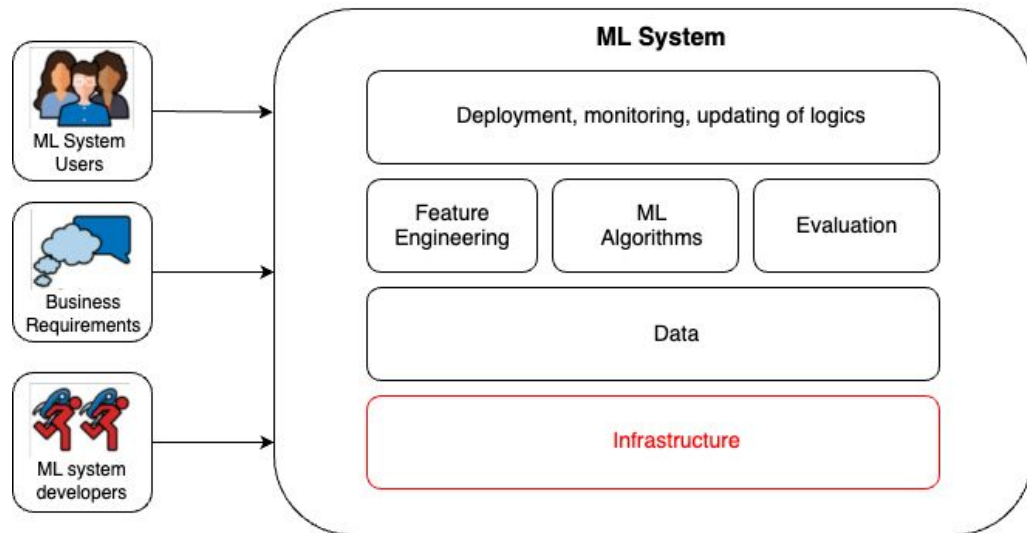 ML System
Deployment, monitoring, updating of logics
ML System
Users
Feature
Engineering
ML
Algorithms
Evaluation
Business
Requirements
Data
Infrastructure
ML system
developers